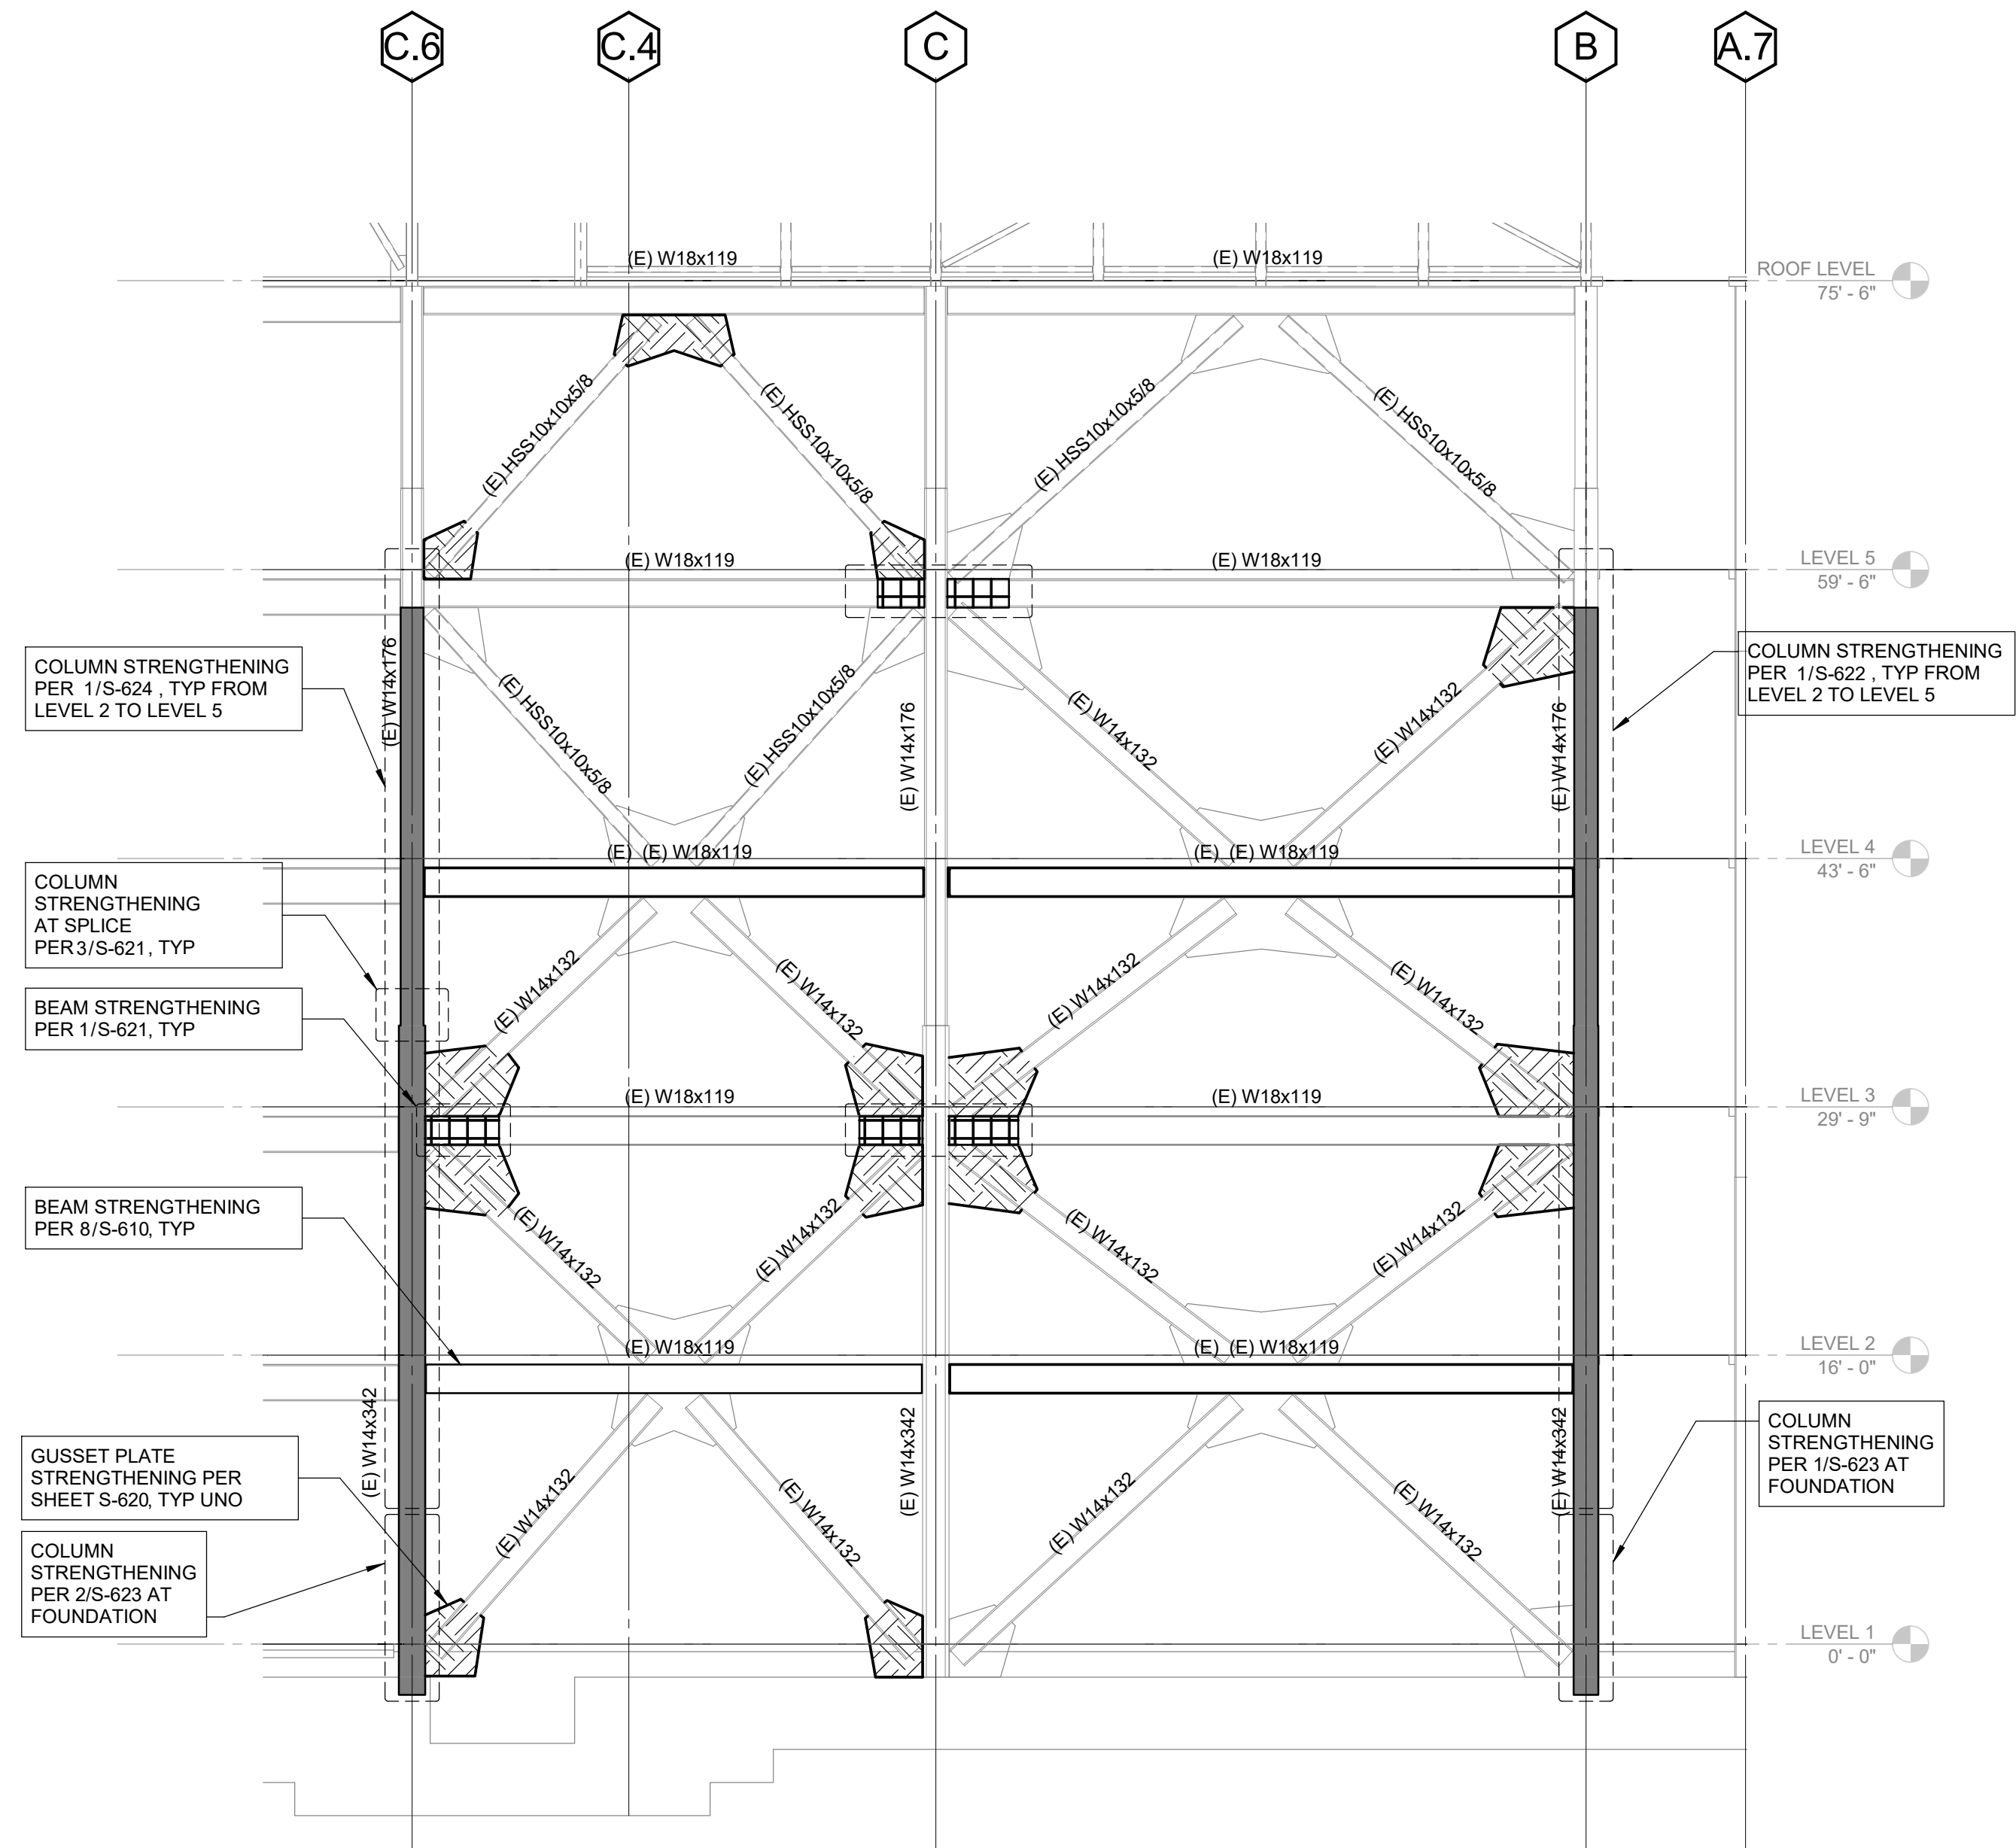 C.6
C.4
C
B
A.7
(E) W18x119
(E) W18x119
ROOF LEVEL
75' - 6"
(E) HSS10x10x5/8
(E) HSS10x10x5/8
(E) HSS10x10x5/8
(E) HSS10x10x5/8
(E) W18x119
(E) W18x119
LEVEL 5
59' - 6"
COLUMN STRENGTHENING
PER 1/S-624 , TYP FROM
LEVEL 2 TO LEVEL 5
(E) W14x176
(E) HSS10x10x5/8
(E) HSS10x10x5/8
(E) W14x176
(E) W14x132
(E) W14x132
(E) W14x176
COLUMN STRENGTHENING
PER 1/S-622 , TYP FROM
LEVEL 2 TO LEVEL 5
(E) (E) W18x119
(E) (E) W18x119
LEVEL 4
43' - 6"
COLUMN
STRENGTHENING
AT SPLICE
PER 3/S-621, TYP
(E) W14x132
(E) W14x132
(E) W14x132
(E) W14x132
BEAM STRENGTHENING
PER 1/S-621, TYP
(E) W18x119
(E) W18x119
LEVEL 3
29' - 9"
BEAM STRENGTHENING
PER 8/S-610, TYP
(E) W14x132
(E) W14x132
(E) W14x132
(E) W14x132
(E) W18x119
(E) (E) W18x119
LEVEL 2
16' - 0"
(E) W14x342
(E) W14x342
(E) W14x342
COLUMN
STRENGTHENING
PER 1/S-623 AT
FOUNDATION
GUSSET PLATE
STRENGTHENING PER
SHEET S-620, TYP UNO
(E) W14x132
(E) W14x132
(E) W14x132
(E) W14x132
COLUMN
STRENGTHENING
PER 2/S-623 AT
FOUNDATION
LEVEL 1
0' - 0"